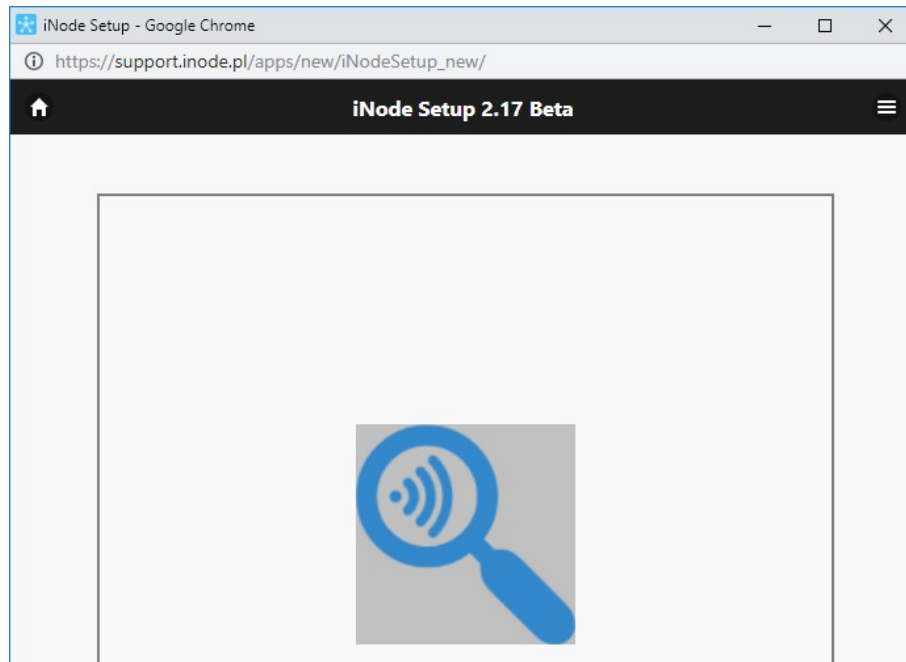 iNode Setup - Google Chrome
https://support.inode.pl/apps/new/iNodeSetup_new/
iNode Setup 2.17 Beta